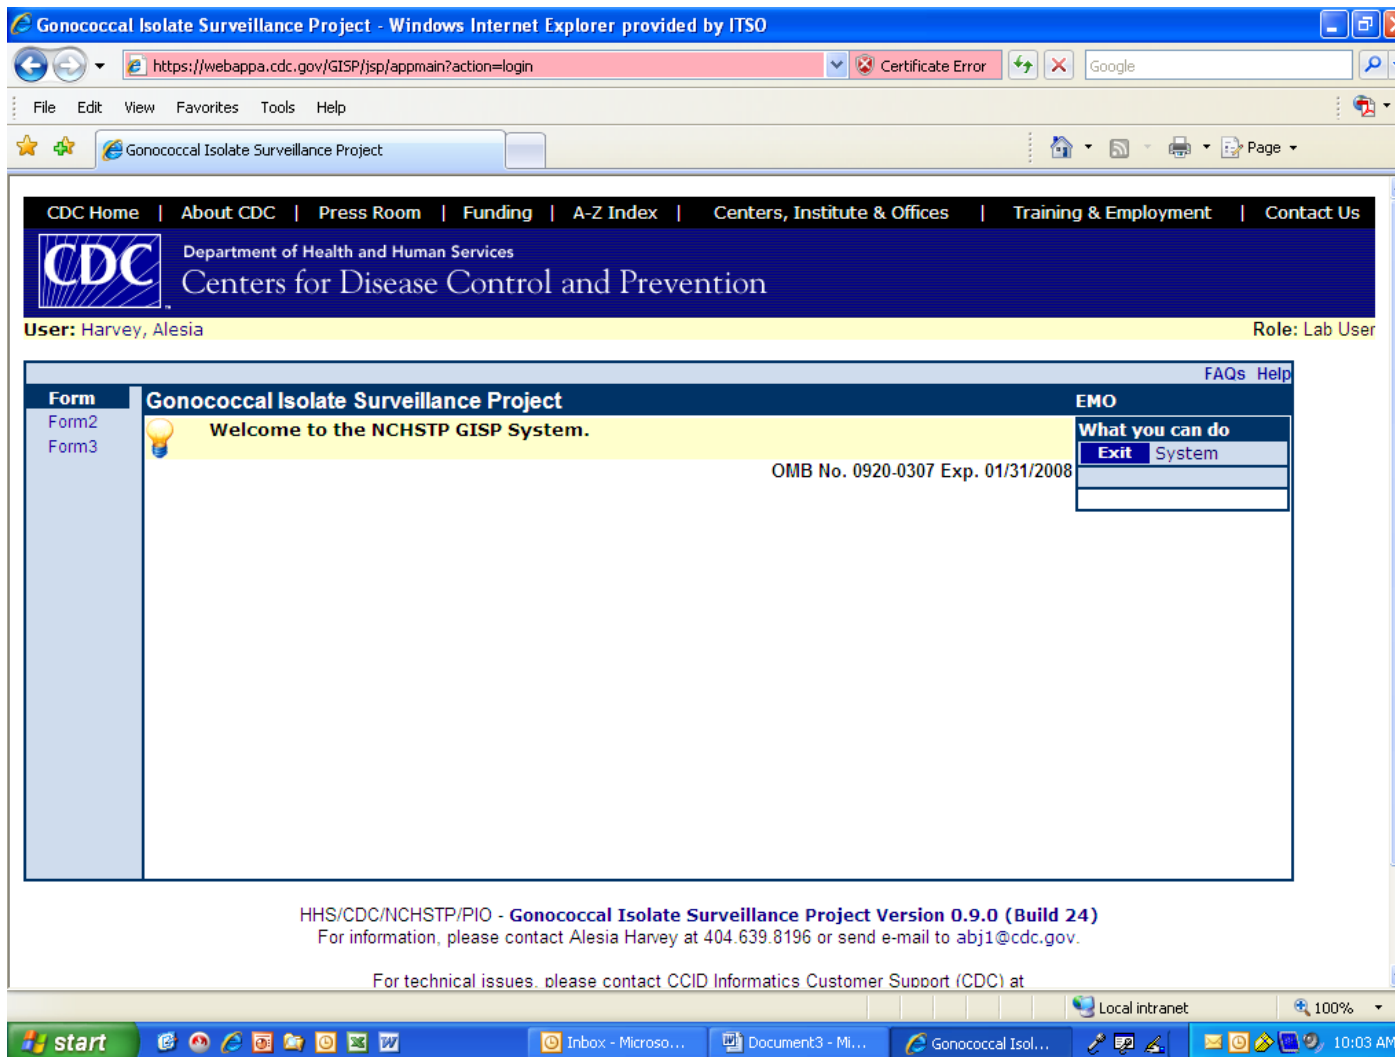 Gonococcal Isolate Surveillance Project - Windows Internet Explorer provided by ITSO
https://webappa.cdc.gov/GISP/jsp/appmain?action=login
Certificate Error
Google
File Edit View Favorites Tools Help
Gonococcal Isolate Surveillance Project
Page
CDC Home | About CDC | Press Room | Funding | A-Z Index | Centers, Institute & Offices | Training & Employment | Contact Us
CDC
Department of Health and Human Services
Centers for Disease Control and Prevention
User: Harvey, Alesia
Role: Lab User
FAQs Help
Form
Form2
Form3
Gonococcal Isolate Surveillance Project
EMO
Welcome to the NCHSTP GISP System.
What you can do
Exit System
OMB No. 0920-0307 Exp. 01/31/2008
HHS/CDC/NCHSTP/PIO - Gonococcal Isolate Surveillance Project Version 0.9.0 (Build 24)
For information, please contact Alesia Harvey at 404.639.8196 or send e-mail to abj1@cdc.gov.
For technical issues, please contact CCID Informatics Customer Support (CDC) at
Local intranet
100%
start
Inbox - Microso...
Document3 - Mi...
Gonococcal Isol...
10:03 AM